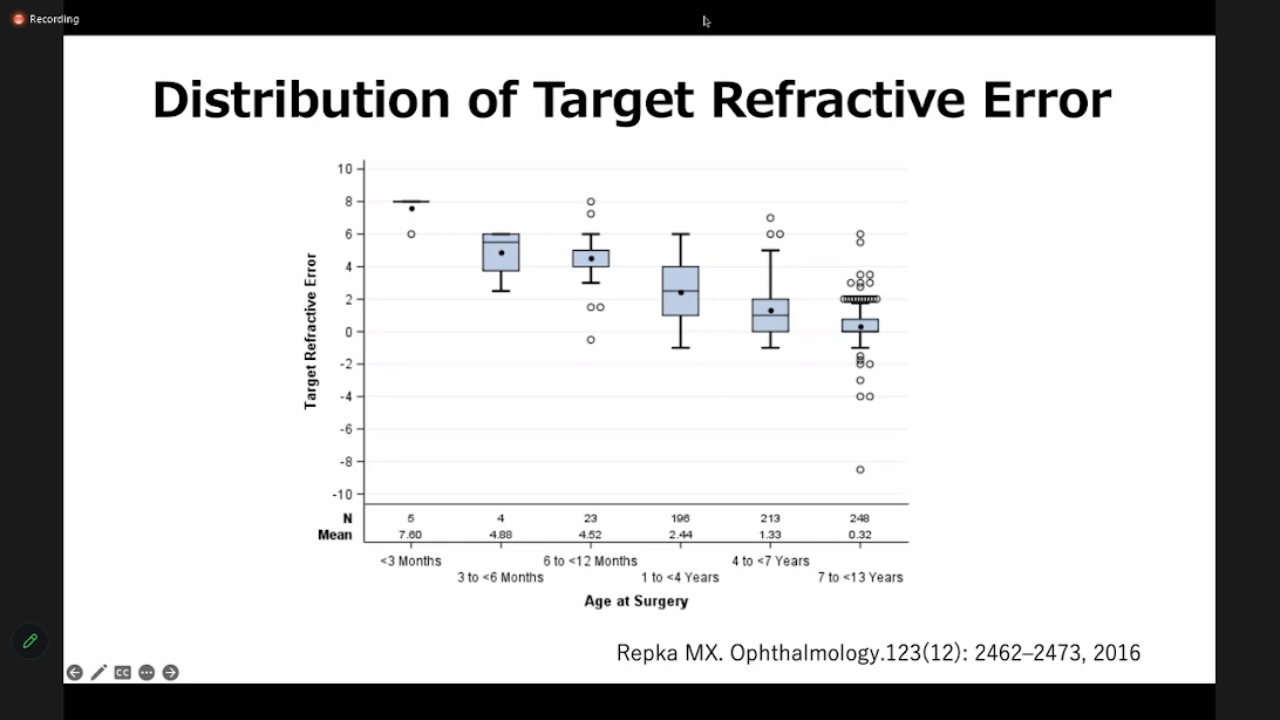 Recording
Distribution of Target Refractive Error
Target Refractive Error
10
8
6
4
2
0
-2
-4
-6
-8
-10
N 5 4 23 196 213 248
Mean 7.60 4.88 4.52 2.44 1.33 0.32
<3 Months 6 to <12 Months 4 to <7 Years
3 to <6 Months 1 to <4 Years 7 to <13 Years
Age at Surgery
Repka MX. Ophthalmology.123(12): 2462–2473, 2016
CC